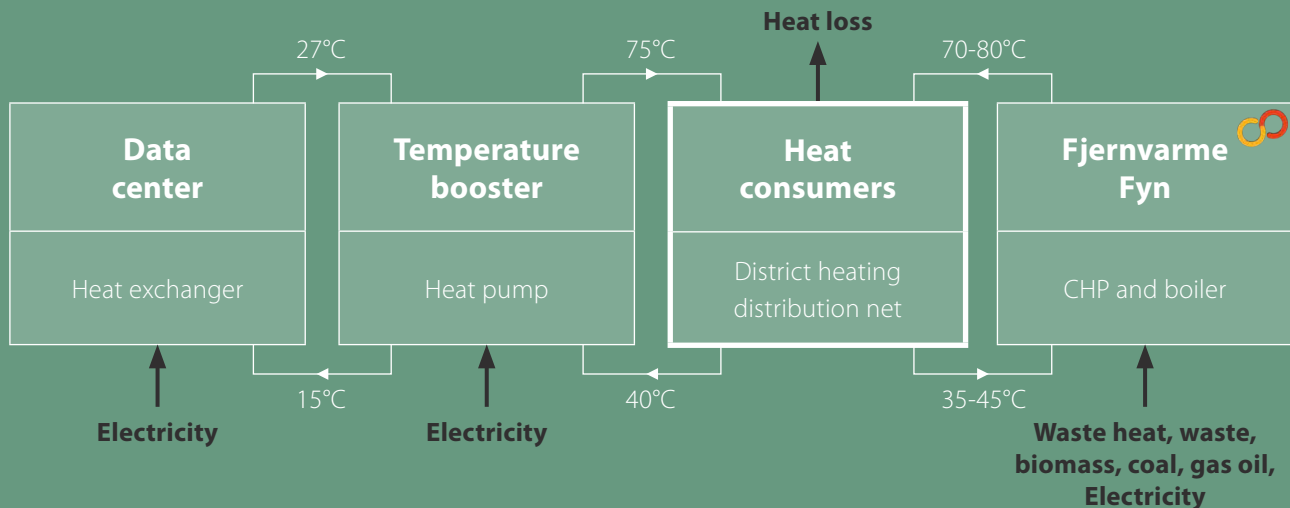 Heat loss
27°C
75°C
70-80°C
Data
center
Temperature
booster
Heat
consumers
Fjernvarme
Fyn
Heat exchanger
Heat pump
District heating
distribution net
CHP and boiler
15°C
40°C
35-45°C
Electricity
Electricity
Waste heat, waste,
biomass, coal, gas oil,
Electricity